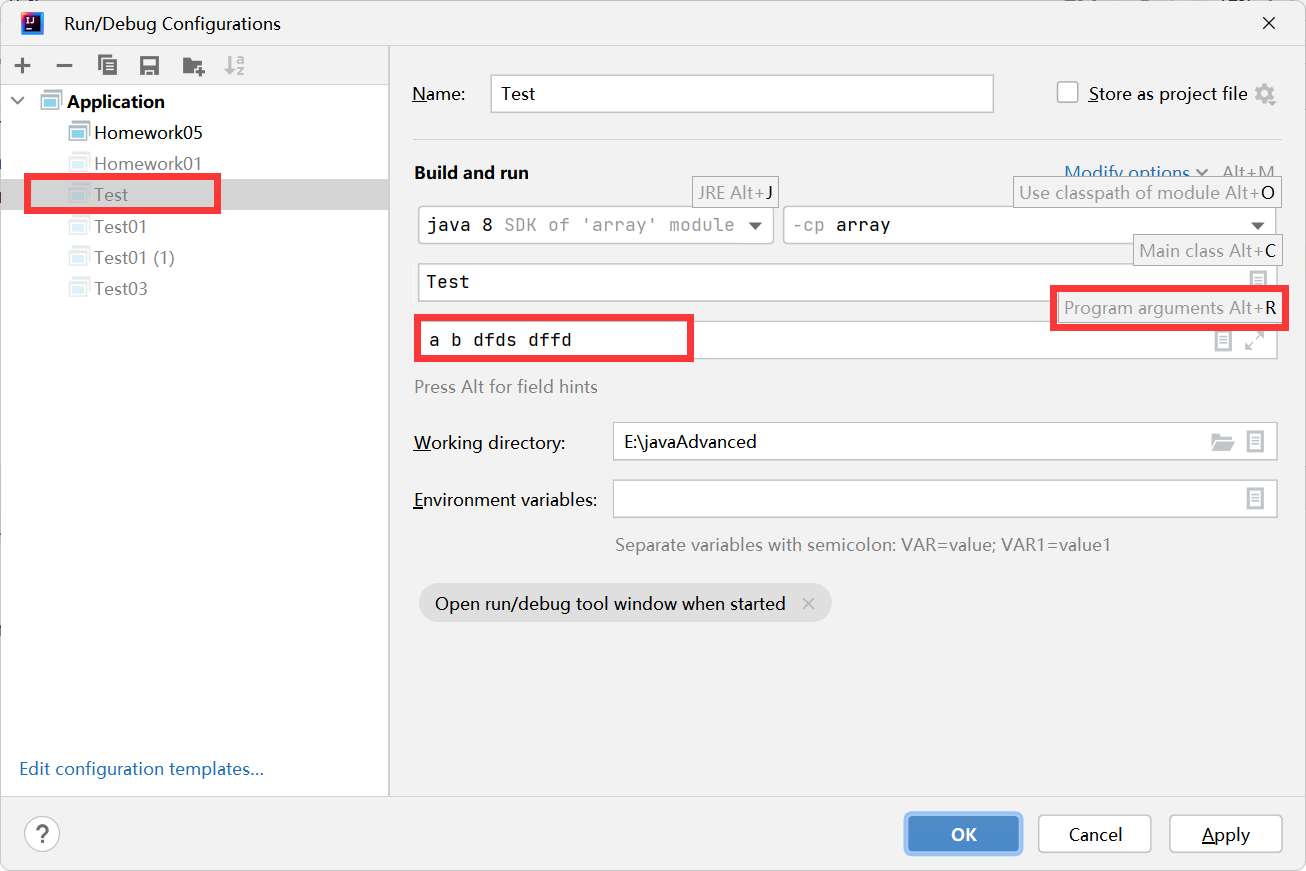 Run/Debug Configurations
Application
Homework05
Homework01
Test
Test01
Test01 (1)
Test03
Edit configuration templates...
Name: Test
Store as project file
Build and run
Modify options Alt+M
JRE Alt+J
Use classpath of module Alt+O
java 8 SDK of 'array' module
-cp array
Main class Alt+C
Test
Program arguments Alt+R
a b dfds dffd
Press Alt for field hints
Working directory: E:\javaAdvanced
Environment variables:
Separate variables with semicolon: VAR=value; VAR1=value1
Open run/debug tool window when started
?
OK
Cancel
Apply